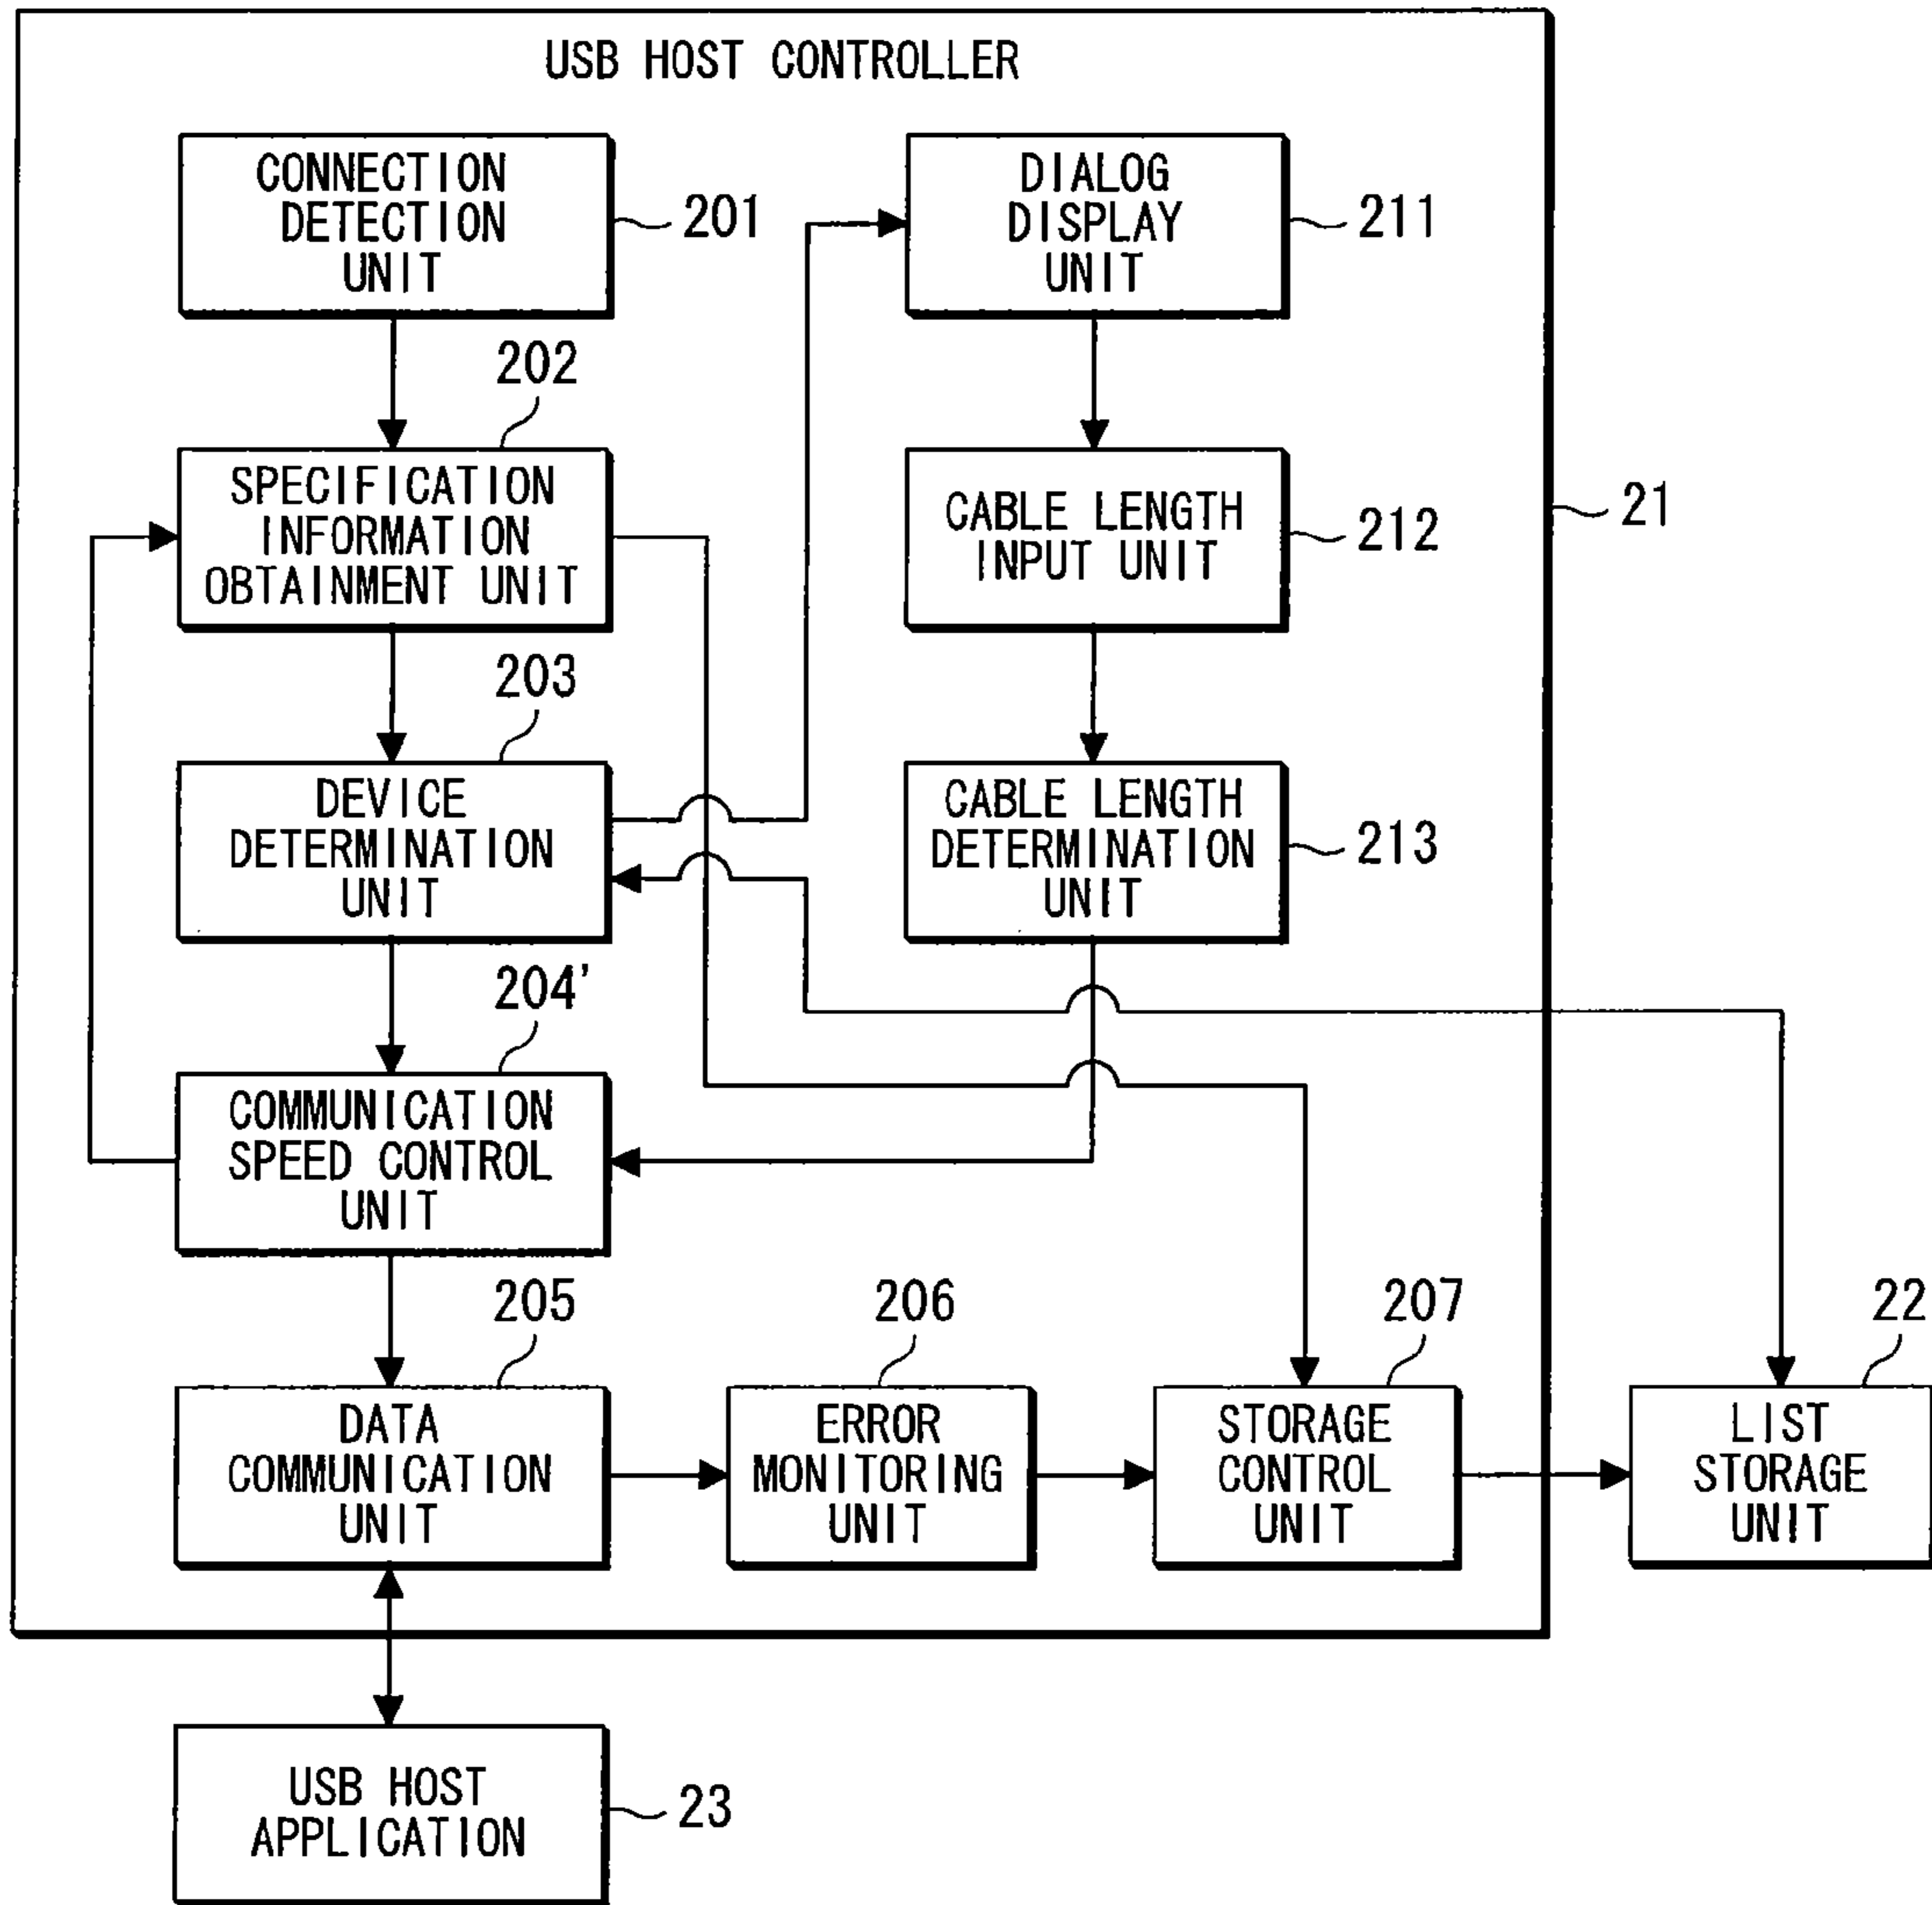 USB HOST CONTROLLER
CONNECTION
DETECTION
UNIT
201
DIALOG
DISPLAY
UNIT
211
202
SPECIFICATION
INFORMATION
OBTAINMENT UNIT
CABLE LENGTH
INPUT UNIT
212
21
203
DEVICE
DETERMINATION
UNIT
CABLE LENGTH
DETERMINATION
UNIT
213
204'
COMMUNICATION
SPEED CONTROL
UNIT
205
DATA
COMMUNICATION
UNIT
206
ERROR
MONITORING
UNIT
207
STORAGE
CONTROL
UNIT
22
LIST
STORAGE
UNIT
USB HOST
APPLICATION
23